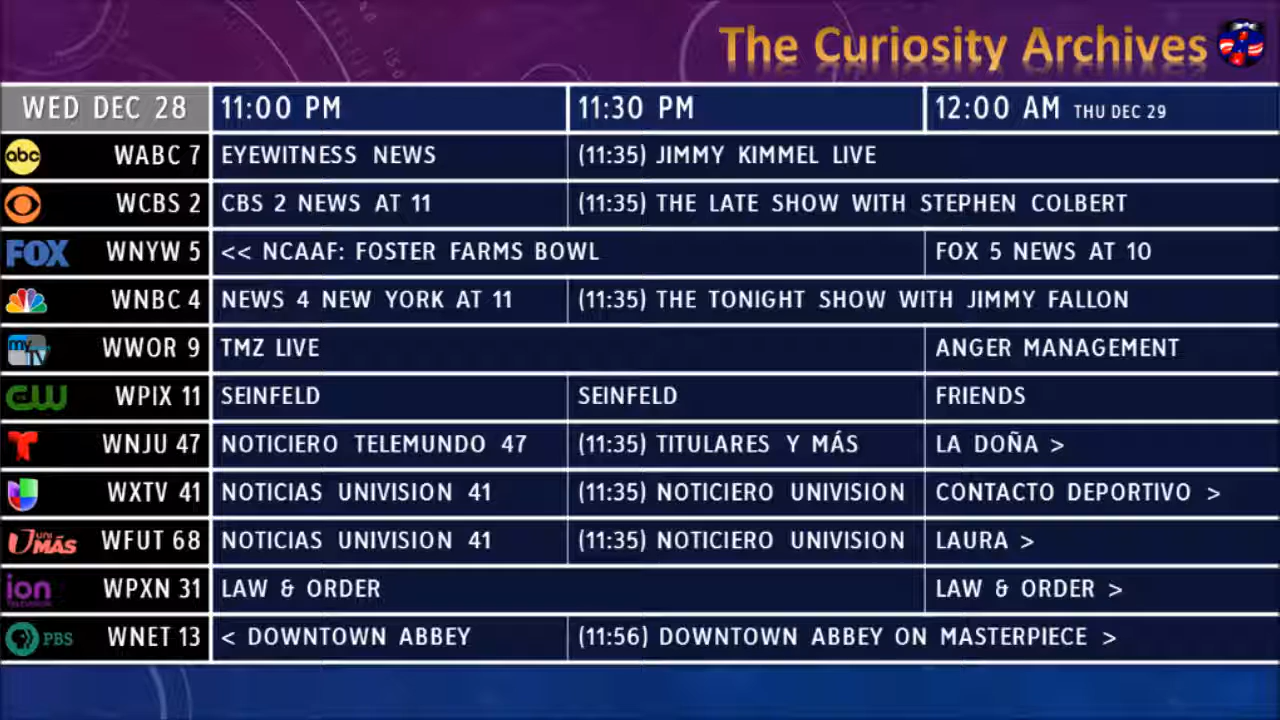 The Curiosity Archives
WED DEC 28 11:00 PM 11:30 PM 12:00 AM THU DEC 29
abc WABC 7 EYEWITNESS NEWS (11:35) JIMMY KIMMEL LIVE
WCBS 2 CBS 2 NEWS AT 11 (11:35) THE LATE SHOW WITH STEPHEN COLBERT
FOX WNYW 5 << NCAAF: FOSTER FARMS BOWL FOX 5 NEWS AT 10
WNBC 4 NEWS 4 NEW YORK AT 11 (11:35) THE TONIGHT SHOW WITH JIMMY FALLON
my TV WWOR 9 TMZ LIVE ANGER MANAGEMENT
CW WPIX 11 SEINFELD SEINFELD FRIENDS
WNJU 47 NOTICIERO TELEMUNDO 47 (11:35) TITULARES Y MÁS LA DOÑA >
WXTV 41 NOTICIAS UNIVISION 41 (11:35) NOTICIERO UNIVISION CONTACTO DEPORTIVO >
UNI MÁS WFUT 68 NOTICIAS UNIVISION 41 (11:35) NOTICIERO UNIVISION LAURA >
ion TELEVISION WPXN 31 LAW & ORDER LAW & ORDER >
PBS WNET 13 < DOWNTOWN ABBEY (11:56) DOWNTOWN ABBEY ON MASTERPIECE >